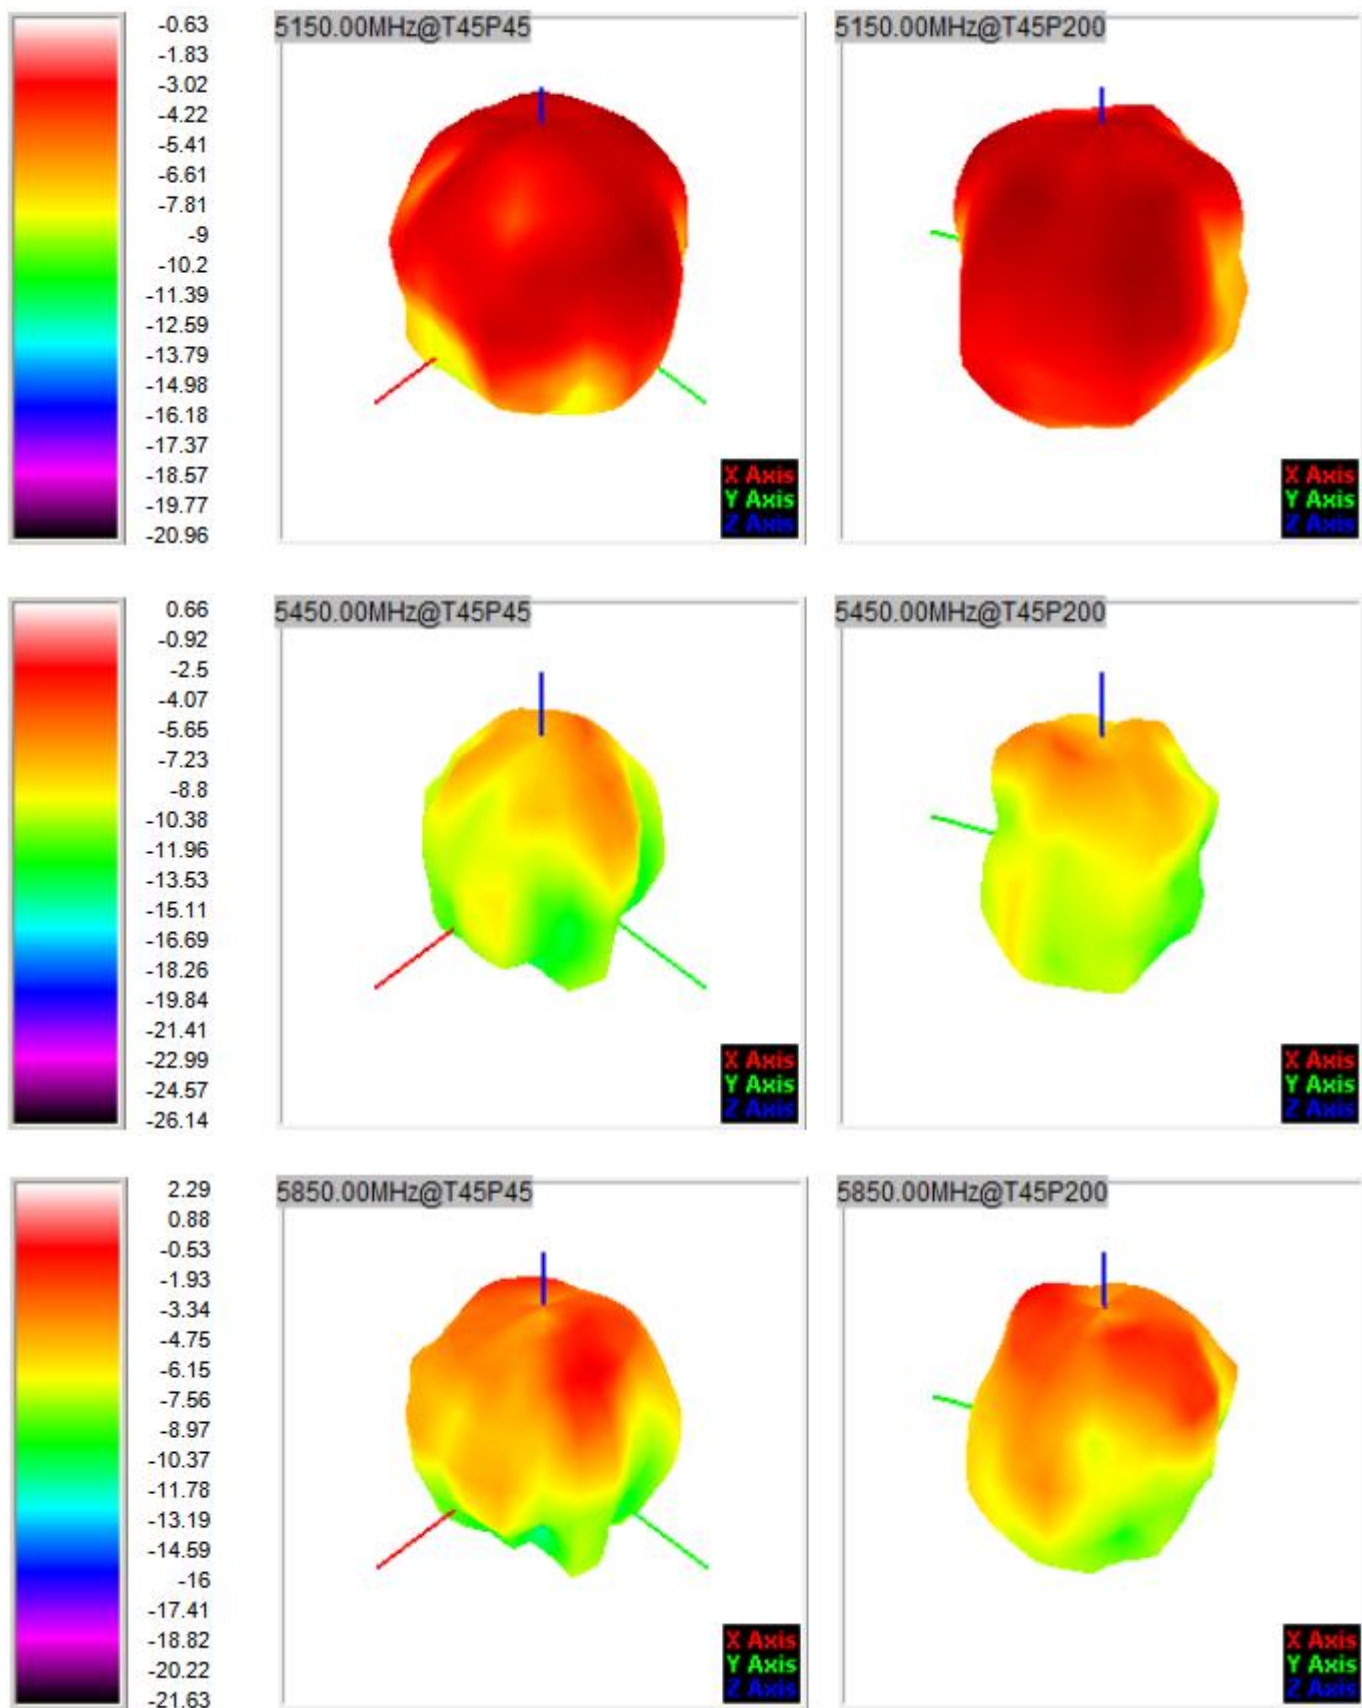 5150.00MHz@T45P45
5150.00MHz@T45P200
-0.63
-1.83
-3.02
-4.22
-5.41
-6.61
-7.81
-9
-10.2
-11.39
-12.59
-13.79
-14.98
-16.18
-17.37
-18.57
-19.77
-20.96
X Axis
Y Axis
Z Axis
X Axis
Y Axis
Z Axis
5450.00MHz@T45P45
5450.00MHz@T45P200
0.66
-0.92
-2.5
-4.07
-5.65
-7.23
-8.8
-10.38
-11.96
-13.53
-15.11
-16.69
-18.26
-19.84
-21.41
-22.99
-24.57
-26.14
X Axis
Y Axis
Z Axis
X Axis
Y Axis
Z Axis
5850.00MHz@T45P45
5850.00MHz@T45P200
2.29
0.88
-0.53
-1.93
-3.34
-4.75
-6.15
-7.56
-8.97
-10.37
-11.78
-13.19
-14.59
-16
-17.41
-18.82
-20.22
-21.63
X Axis
Y Axis
Z Axis
X Axis
Y Axis
Z Axis